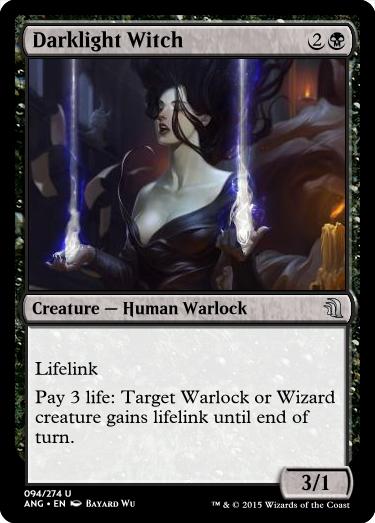 Darklight Witch 2
Creature — Human Warlock
Lifelink
Pay 3 life: Target Warlock or Wizard
creature gains lifelink until end of
turn.
3/1
094/274 U
ANG • EN Bayard Wu
™ & © 2015 Wizards of the Coast